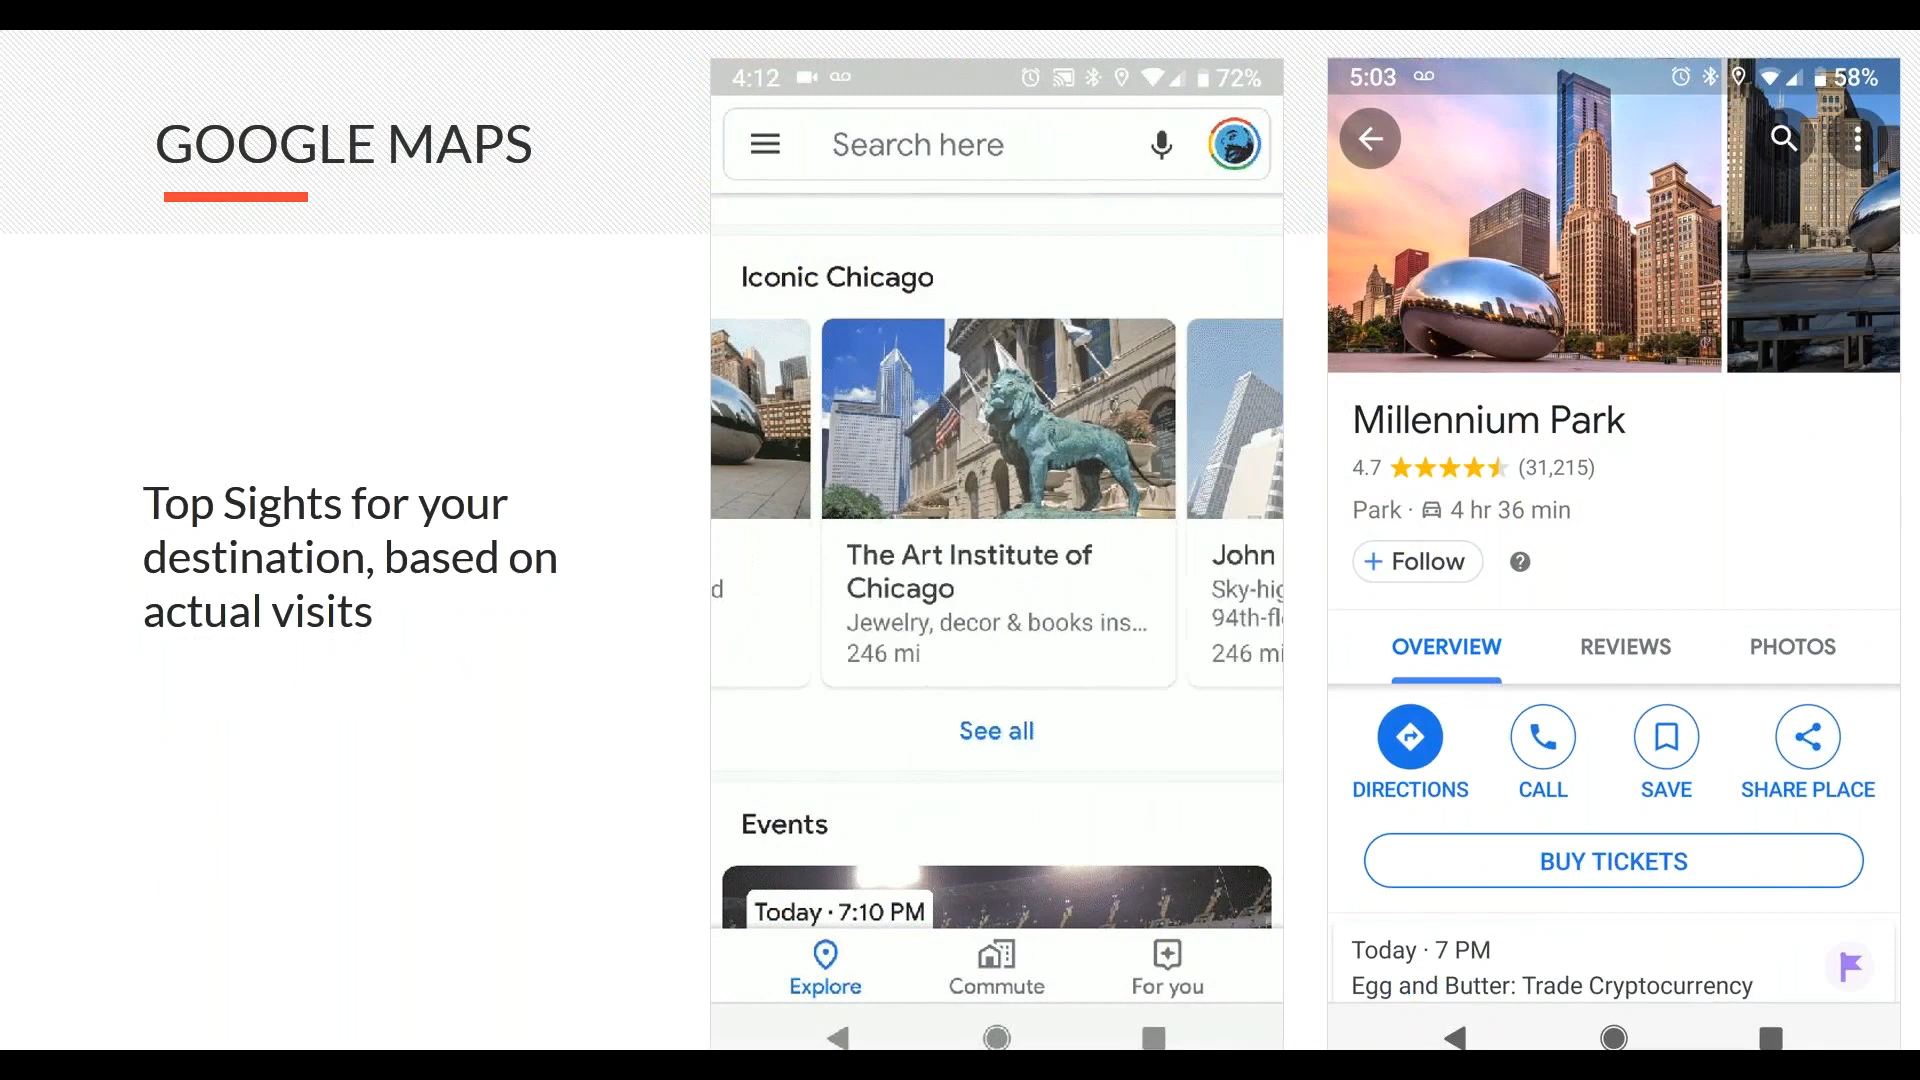 GOOGLE MAPS
Top Sights for your
destination, based on
actual visits
4:12
72%
Search here
Iconic Chicago
d
The Art Institute of
Chicago
Jewelry, decor & books ins...
246 mi
John
Sky-hig
94th-fl
246 mi
See all
Events
Today · 7:10 PM
Explore
Commute
For you
5:03
58%
Millennium Park
4.7
(31,215)
Park · 4 hr 36 min
+ Follow
?
OVERVIEW
REVIEWS
PHOTOS
DIRECTIONS
CALL
SAVE
SHARE PLACE
BUY TICKETS
Today · 7 PM
Egg and Butter: Trade Cryptocurrency